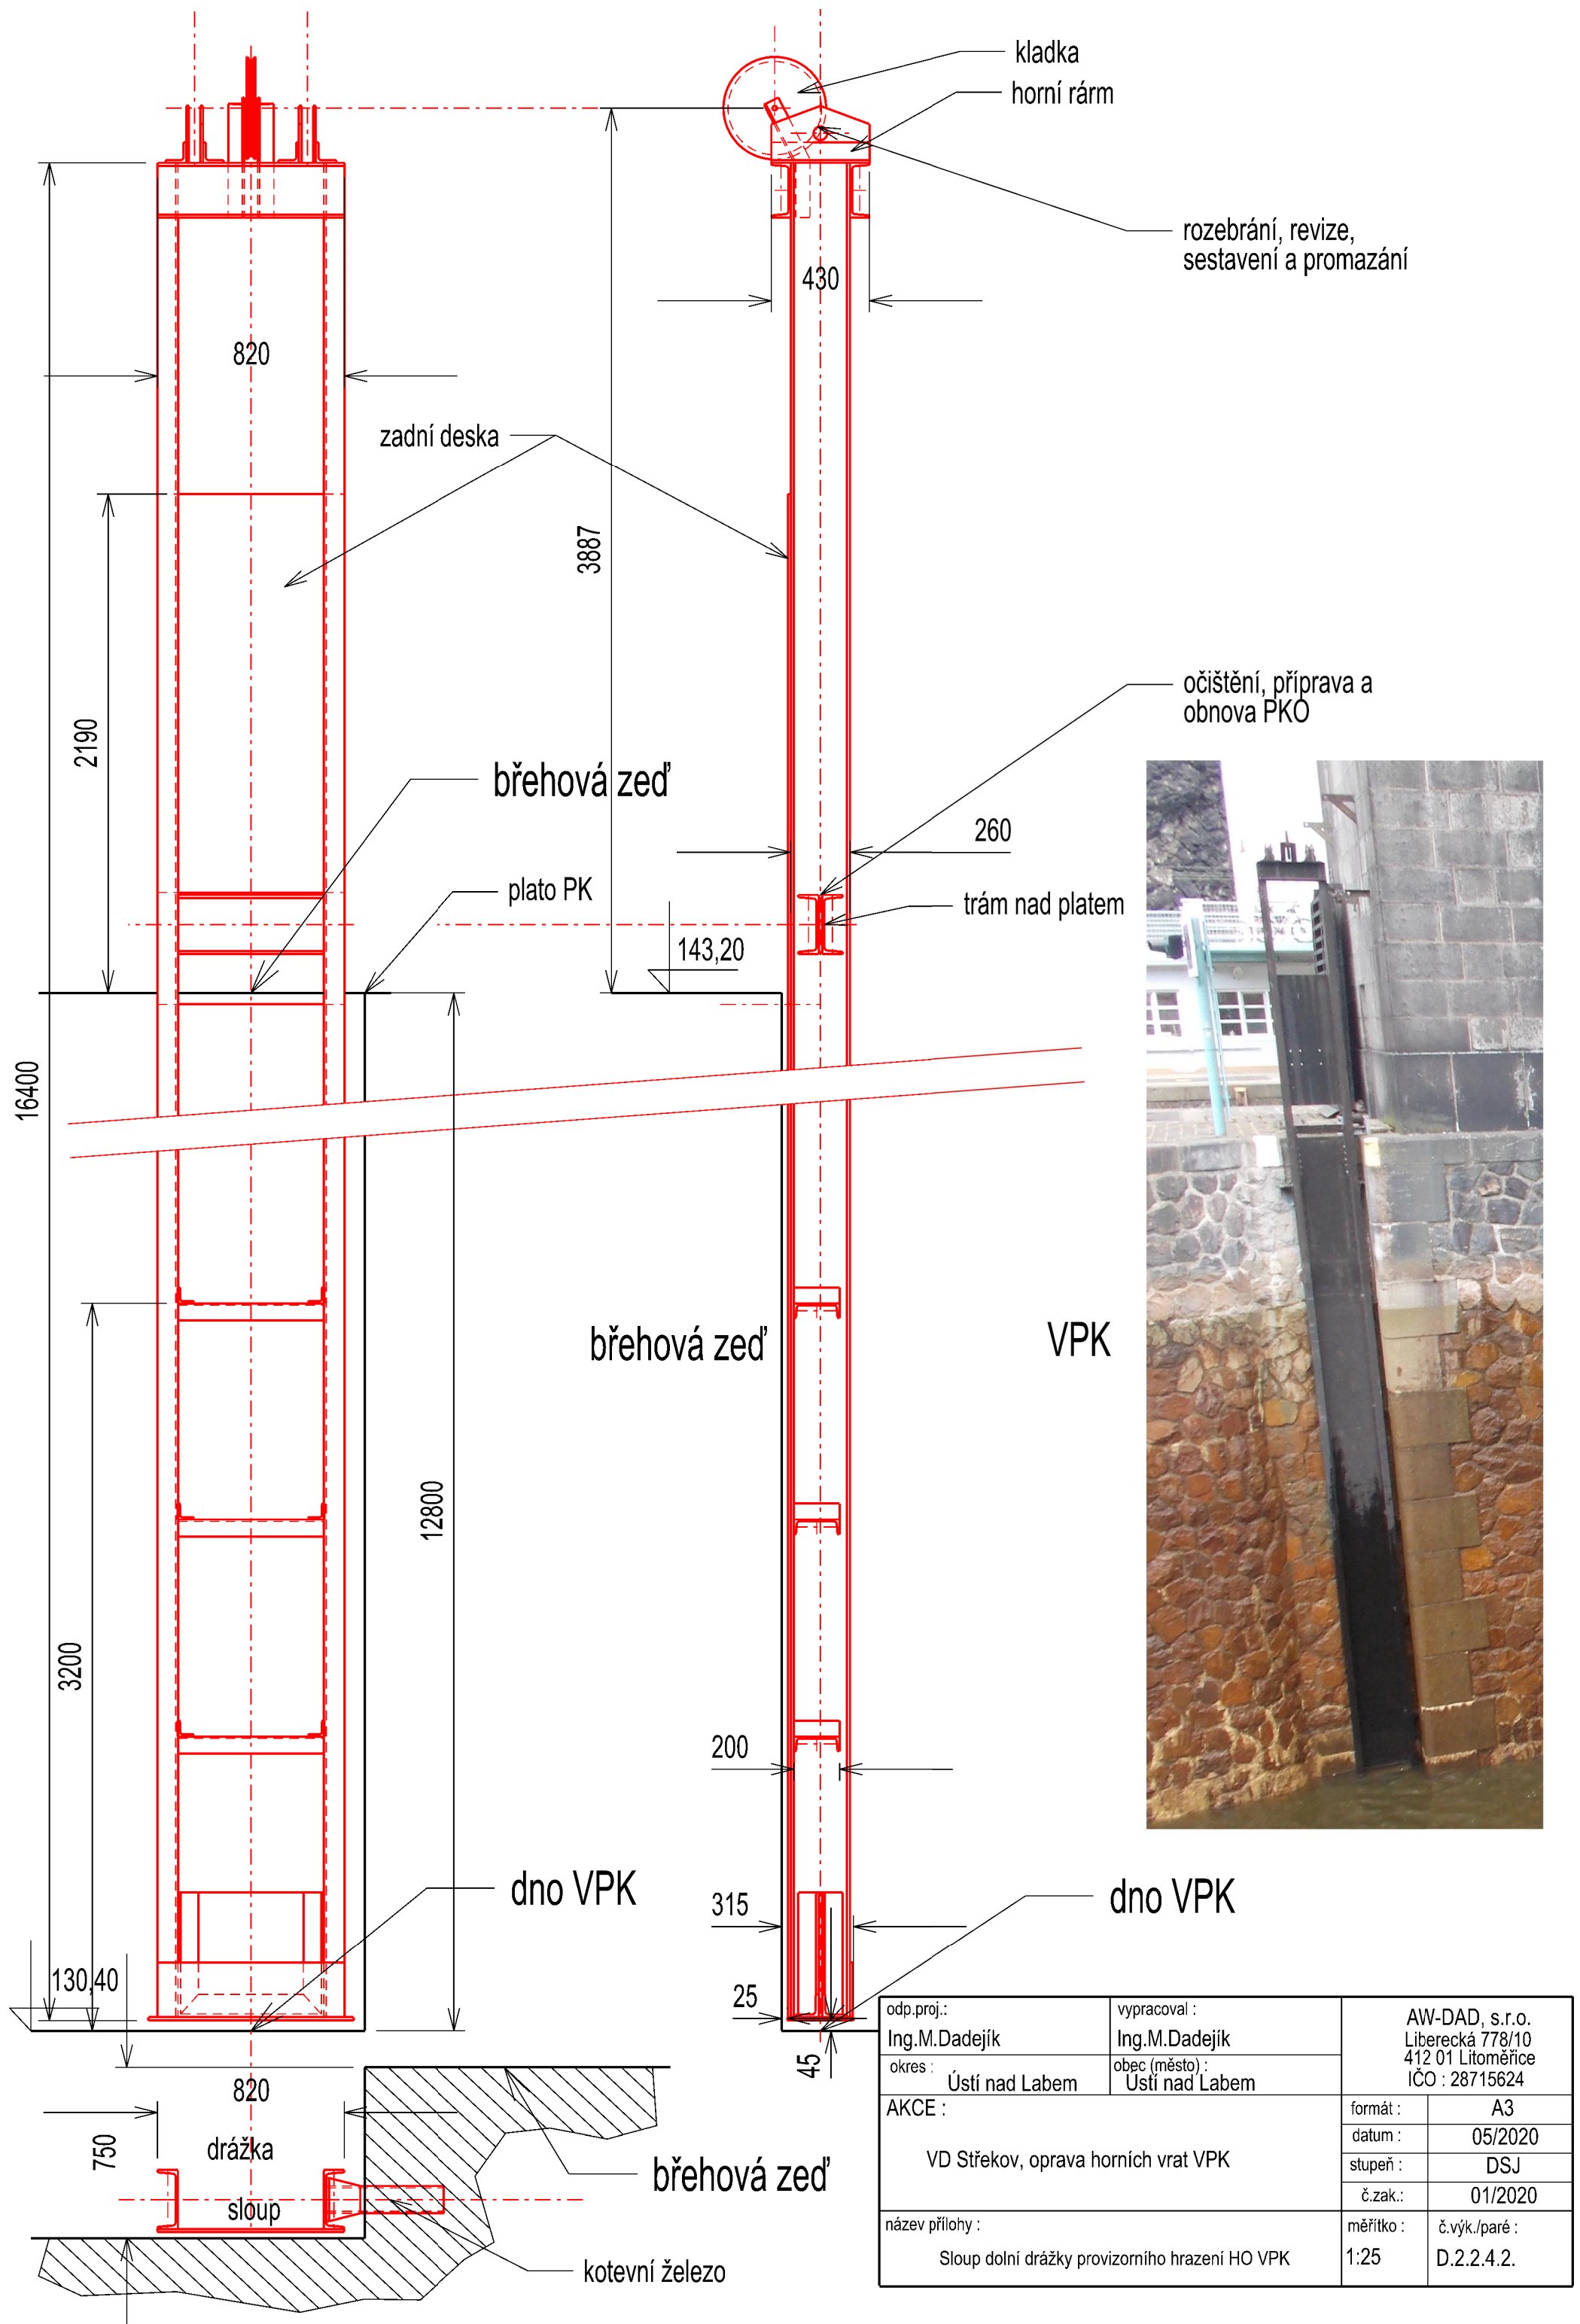 kladka
horní rárm
rozebrání, revize,
sestavení a promazání
430
820
zadní deska
3887
2190
očištění, příprava a
obnova PKO
břehová zeď
260
plato PK
trám nad platem
143,20
16400
břehová zeď
VPK
12800
3200
200
dno VPK
dno VPK
315
130,40
25
45
820
750
drážka
sloup
břehová zeď
kotevní železo
odp.proj.:
Ing.M.Dadejík
vypracoval :
Ing.M.Dadejík
AW-DAD, s.r.o.
Liberecká 778/10
412 01 Litoměřice
IČO : 28715624
okres :
Ústí nad Labem
obec (město) :
Ústí nad Labem
AKCE :
VD Střekov, oprava horních vrat VPK
formát :
A3
datum :
05/2020
stupeň :
DSJ
č.zak.:
01/2020
název přílohy :
Sloup dolní drážky provizorního hrazení HO VPK
měřítko :
1:25
č.výk./paré :
D.2.2.4.2.